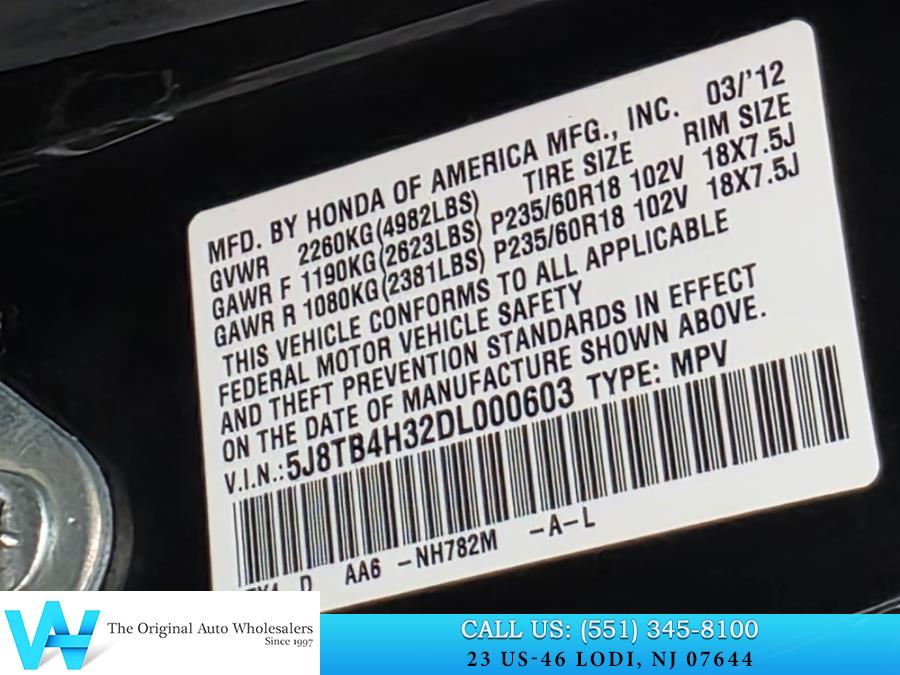 MFD. BY HONDA OF AMERICA MFG., INC. 03/'12
GVWR 2260KG(4982LBS) TIRE SIZE RIM SIZE
GAWR F 1190KG(2623LBS) P235/60R18 102V 18X7.5J
GAWR R 1080KG(2381LBS) P235/60R18 102V 18X7.5J
THIS VEHICLE CONFORMS TO ALL APPLICABLE
FEDERAL MOTOR VEHICLE SAFETY
AND THEFT PREVENTION STANDARDS IN EFFECT
ON THE DATE OF MANUFACTURE SHOWN ABOVE.
V.I.N.:5J8TB4H32DL000603 TYPE: MPV
D AA6 -NH782M -A-L
The Original Auto Wholesalers
Since 1997
CALL US: (551) 345-8100
23 US-46 LODI, NJ 07644